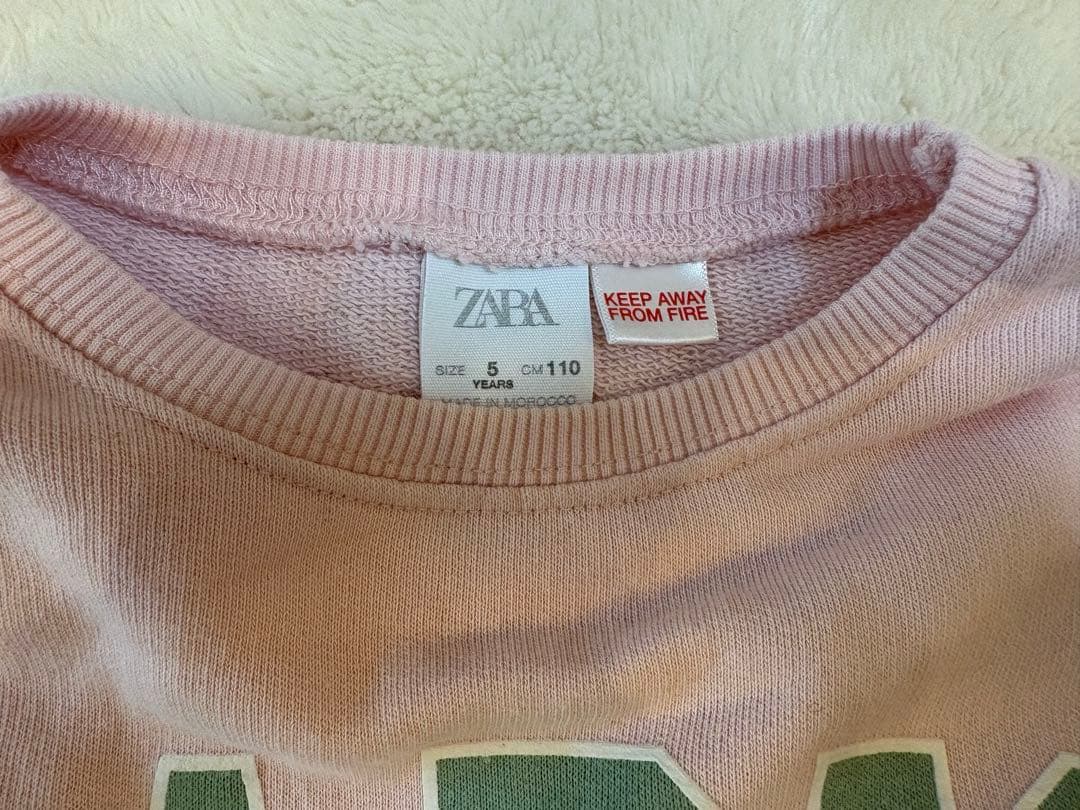 ZARA
SIZE 5 CM 110
YEARS
MADE IN MOROCCO
KEEP AWAY
FROM FIRE